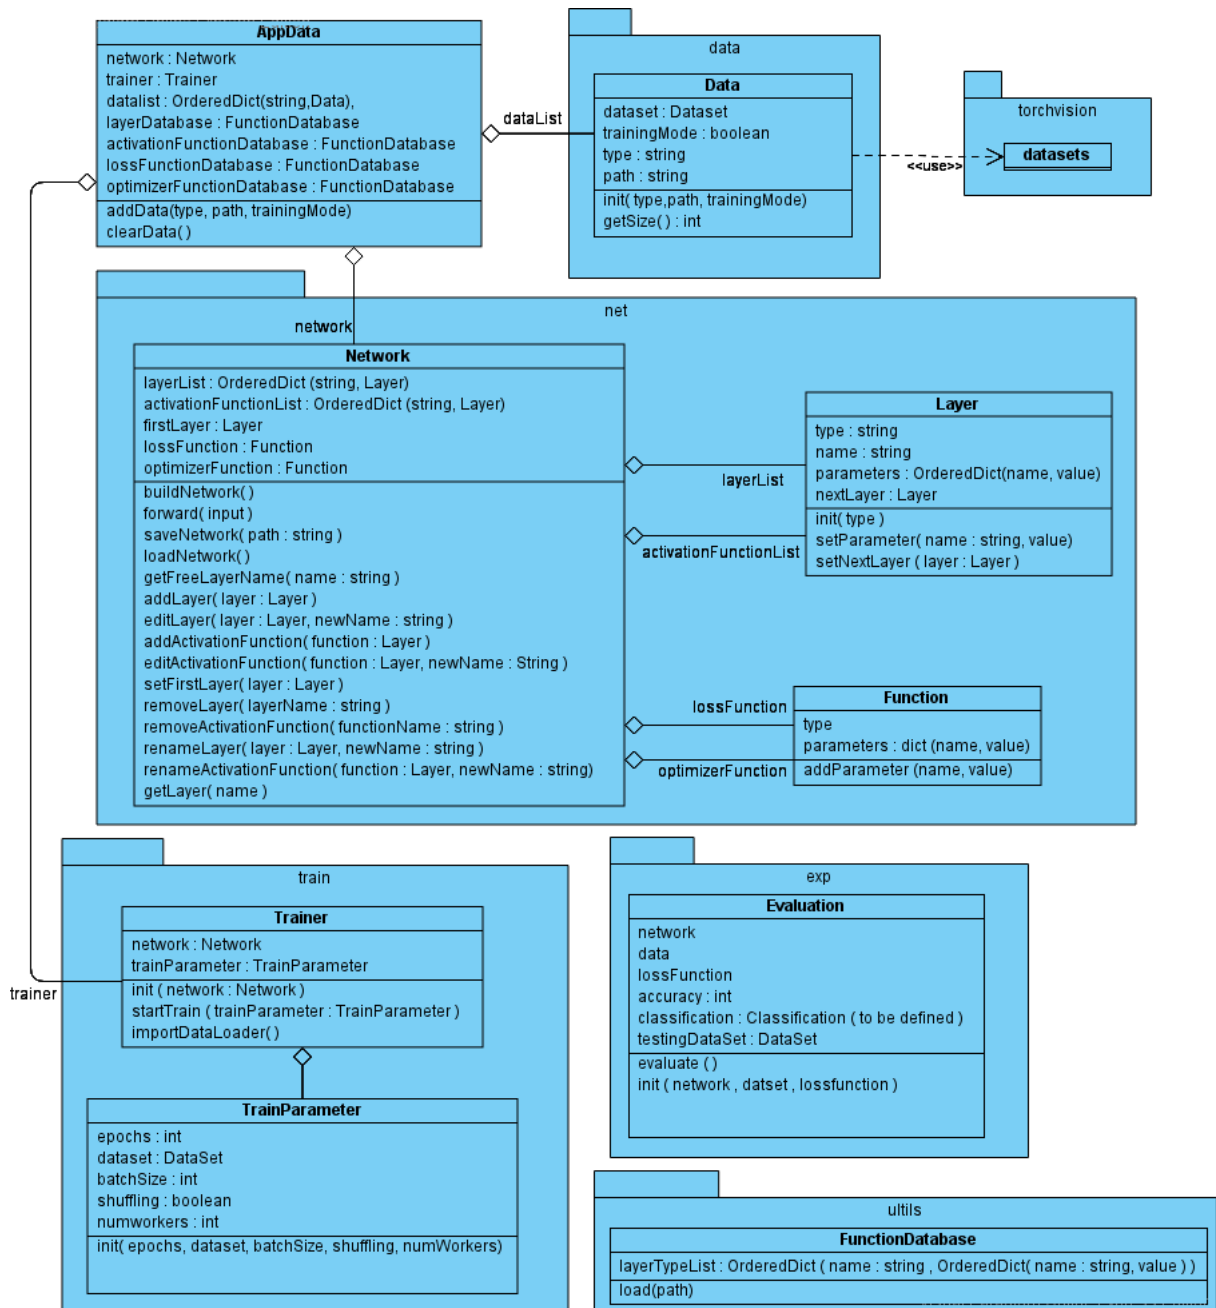 AppData
network : Network
trainer : Trainer
datalist : OrderedDict(string,Data),
layerDatabase : FunctionDatabase
activationFunctionDatabase : FunctionDatabase
lossFunctionDatabase : FunctionDatabase
optimizerFunctionDatabase : FunctionDatabase
addData(type, path, trainingMode)
clearData()
dataList
data
Data
dataset : Dataset
trainingMode : boolean
type : string
path : string
init( type,path, trainingMode)
getSize() : int
<<use>>
torchvision
datasets
net
network
Network
layerList : OrderedDict (string, Layer)
activationFunctionList : OrderedDict (string, Layer)
firstLayer : Layer
lossFunction : Function
optimizerFunction : Function
buildNetwork()
forward( input )
saveNetwork( path : string )
loadNetwork()
getFreeLayerName( name : string )
addLayer( layer : Layer )
editLayer( layer : Layer, newName : string )
addActivationFunction( function : Layer )
editActivationFunction( function : Layer, newName : String )
setFirstLayer( layer : Layer )
removeLayer( layerName : string )
removeActivationFunction( functionName : string )
renameLayer( layer : Layer, newName : string )
renameActivationFunction( function : Layer, newName : string)
getLayer( name )
layerList
activationFunctionList
Layer
type : string
name : string
parameters : OrderedDict(name, value)
nextLayer : Layer
init( type )
setParameter( name : string, value)
setNextLayer ( layer : Layer )
lossFunction
optimizerFunction
Function
type
parameters : dict (name, value)
addParameter (name, value)
trainer
train
Trainer
network : Network
trainParameter : TrainParameter
init ( network : Network )
startTrain ( trainParameter : TrainParameter )
importDataLoader()
TrainParameter
epochs : int
dataset : DataSet
batchSize : int
shuffling : boolean
numworkers : int
init( epochs, dataset, batchSize, shuffling, numWorkers)
exp
Evaluation
network
data
lossFunction
accuracy : int
classification : Classification ( to be defined )
testingDataSet : DataSet
evaluate ()
init ( network , datset , lossfunction )
ultils
FunctionDatabase
layerTypeList : OrderedDict ( name : string , OrderedDict( name : string, value ) )
load(path)